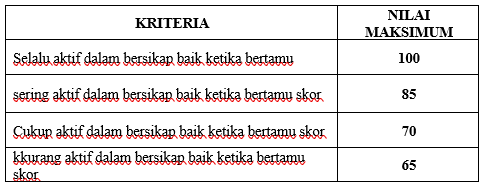 KRITERIA
NILAI
MAKSIMUM
Selalu aktif dalam bersikap baik ketika bertamu
100
sering aktif dalam bersikap baik ketika bertamu skor
85
Cukup aktif dalam bersikap baik ketika bertamu skor
70
kkurang aktif dalam bersikap baik ketika bertamu
skor
65